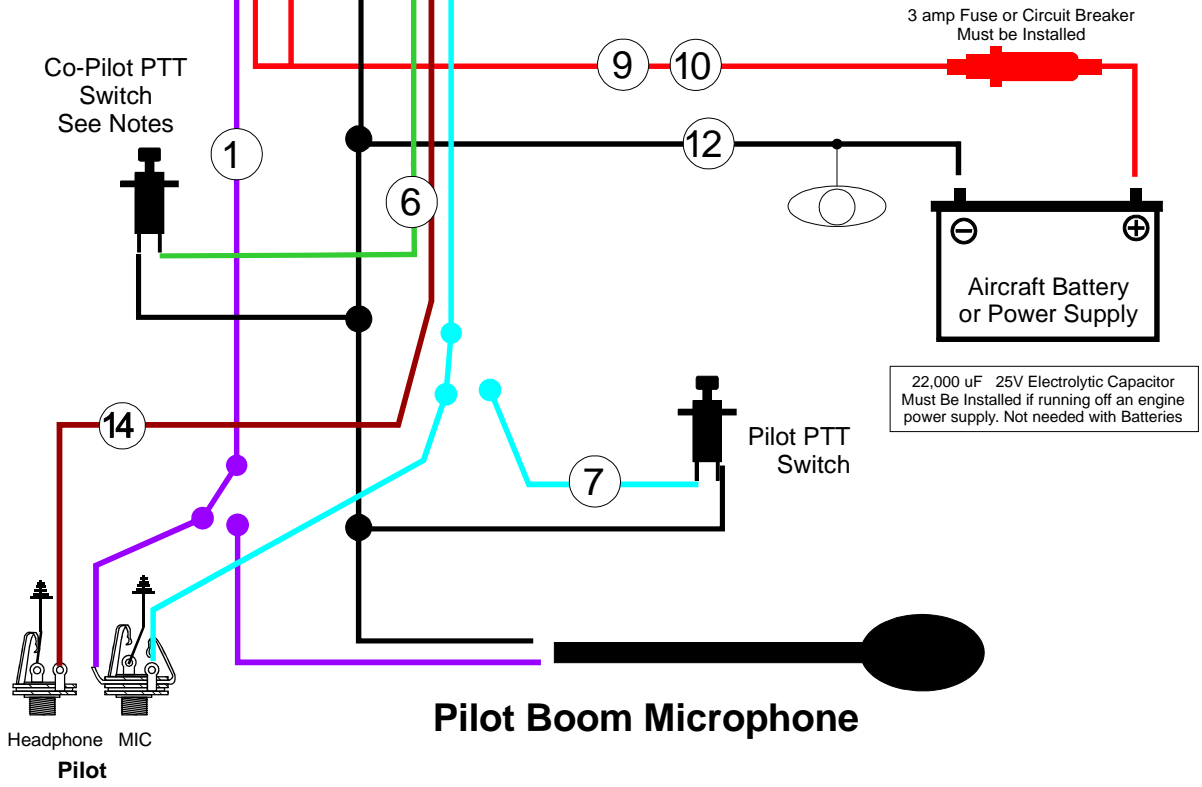 3 amp Fuse or Circuit Breaker
Must be Installed
Co-Pilot PTT
Switch
See Notes
9
10
1
12
6
Aircraft Battery
or Power Supply
22,000 uF 25V Electrolytic Capacitor
Must Be Installed if running off an engine
power supply. Not needed with Batteries
14
Pilot PTT
Switch
7
Pilot Boom Microphone
Headphone MIC
Pilot